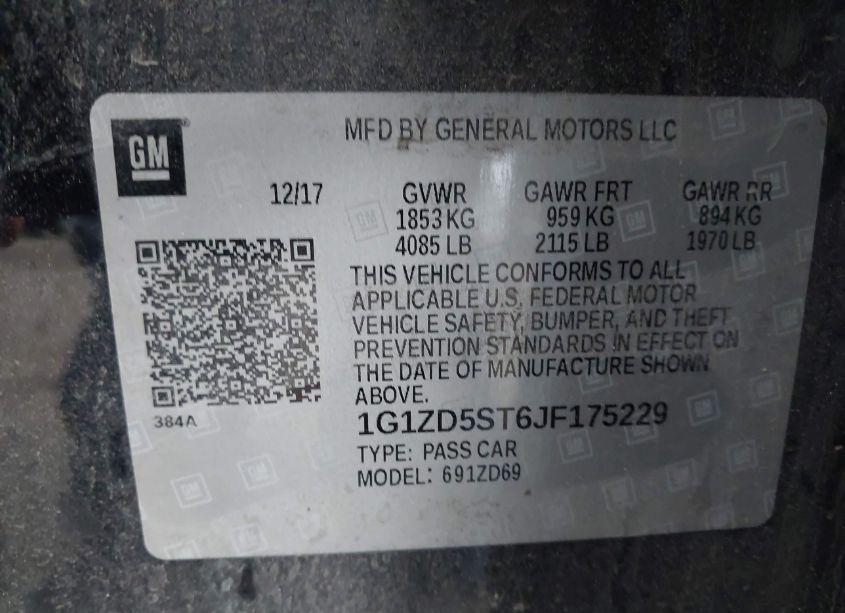 GM
MFD BY GENERAL MOTORS LLC
12/17
GVWR GAWR FRT GAWR RR
1853 KG 959 KG 894 KG
4085 LB 2115 LB 1970 LB
THIS VEHICLE CONFORMS TO ALL
APPLICABLE U.S. FEDERAL MOTOR
VEHICLE SAFETY, BUMPER, AND THEFT
PREVENTION STANDARDS IN EFFECT ON
THE DATE OF MANUFACTURE SHOWN
ABOVE.
384A
1G1ZD5ST6JF175229
TYPE: PASS CAR
MODEL: 691ZD69